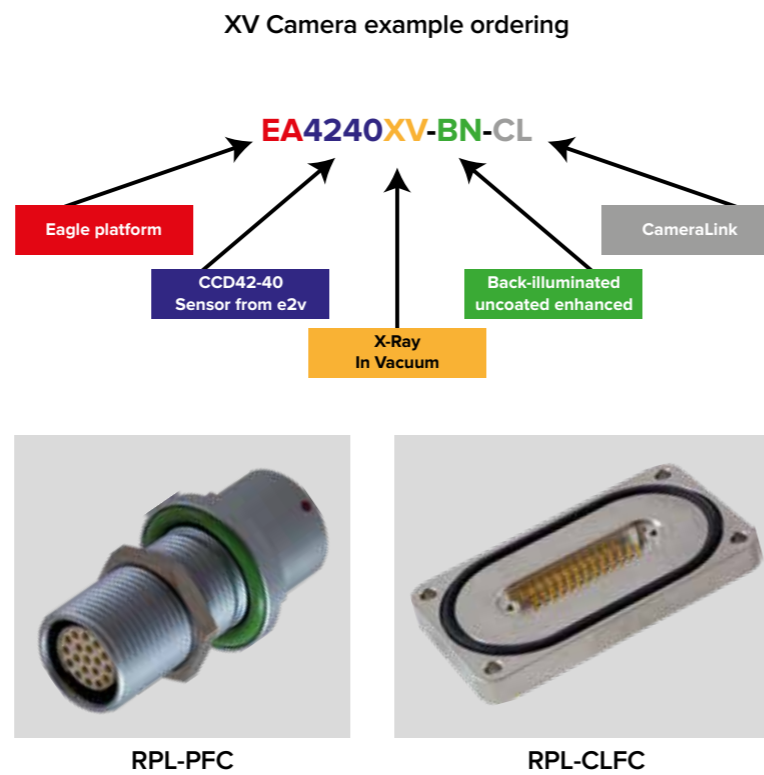 XV Camera example ordering
EA4240XV-BN-CL
Eagle platform
CameraLink
CCD42-40
Sensor from e2v
Back-illuminated
uncoated enhanced
X-Ray
In Vacuum
RPL-PFC
RPL-CLFC